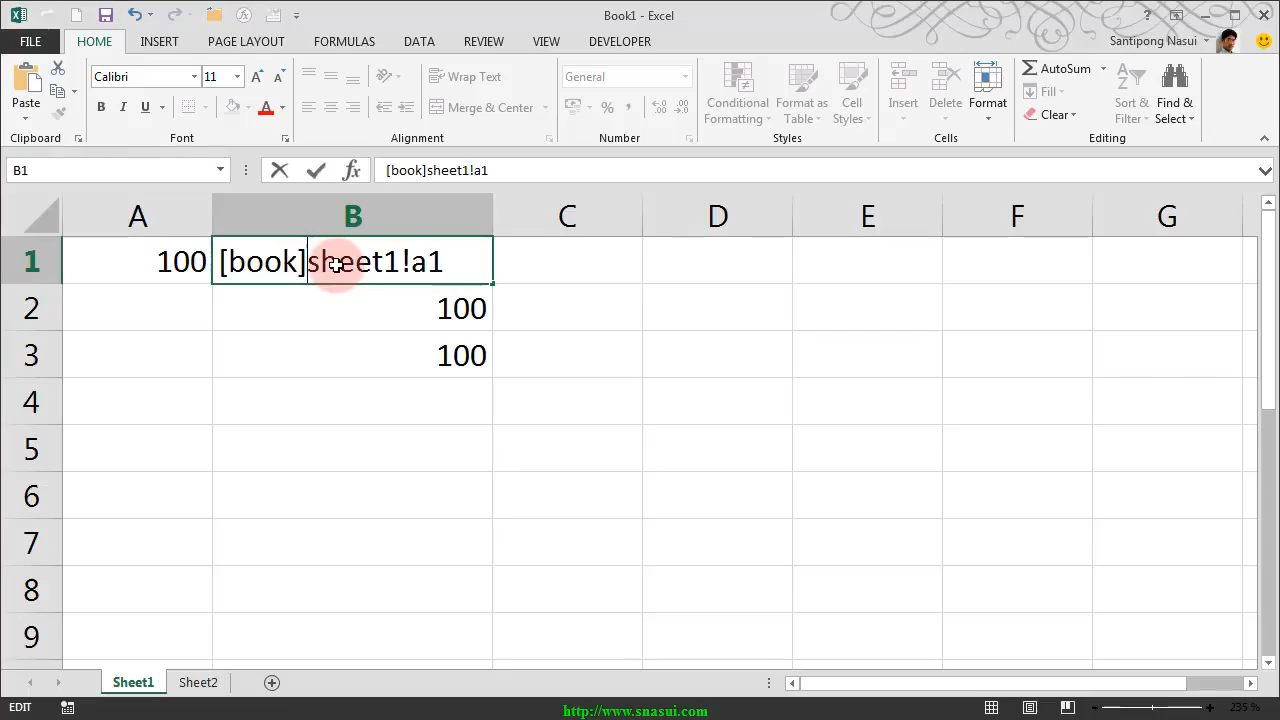 Book1 - Excel
FILE HOME INSERT PAGE LAYOUT FORMULAS DATA REVIEW VIEW DEVELOPER Santipong Nasui
Calibri 11 Wrap Text General AutoSum
Paste B I U Merge & Center % , Conditional Formatting Format as Table Cell Styles Insert Delete Format Fill Sort & Filter Find & Select
Clear
Clipboard Font Alignment Number Styles Cells Editing
B1 fx [book]sheet1!a1
A B C D E F G
1 100 [book]sheet1!a1
2 100
3 100
4
5
6
7
8
9
Sheet1 Sheet2
EDIT http://www.snasui.com 235 %